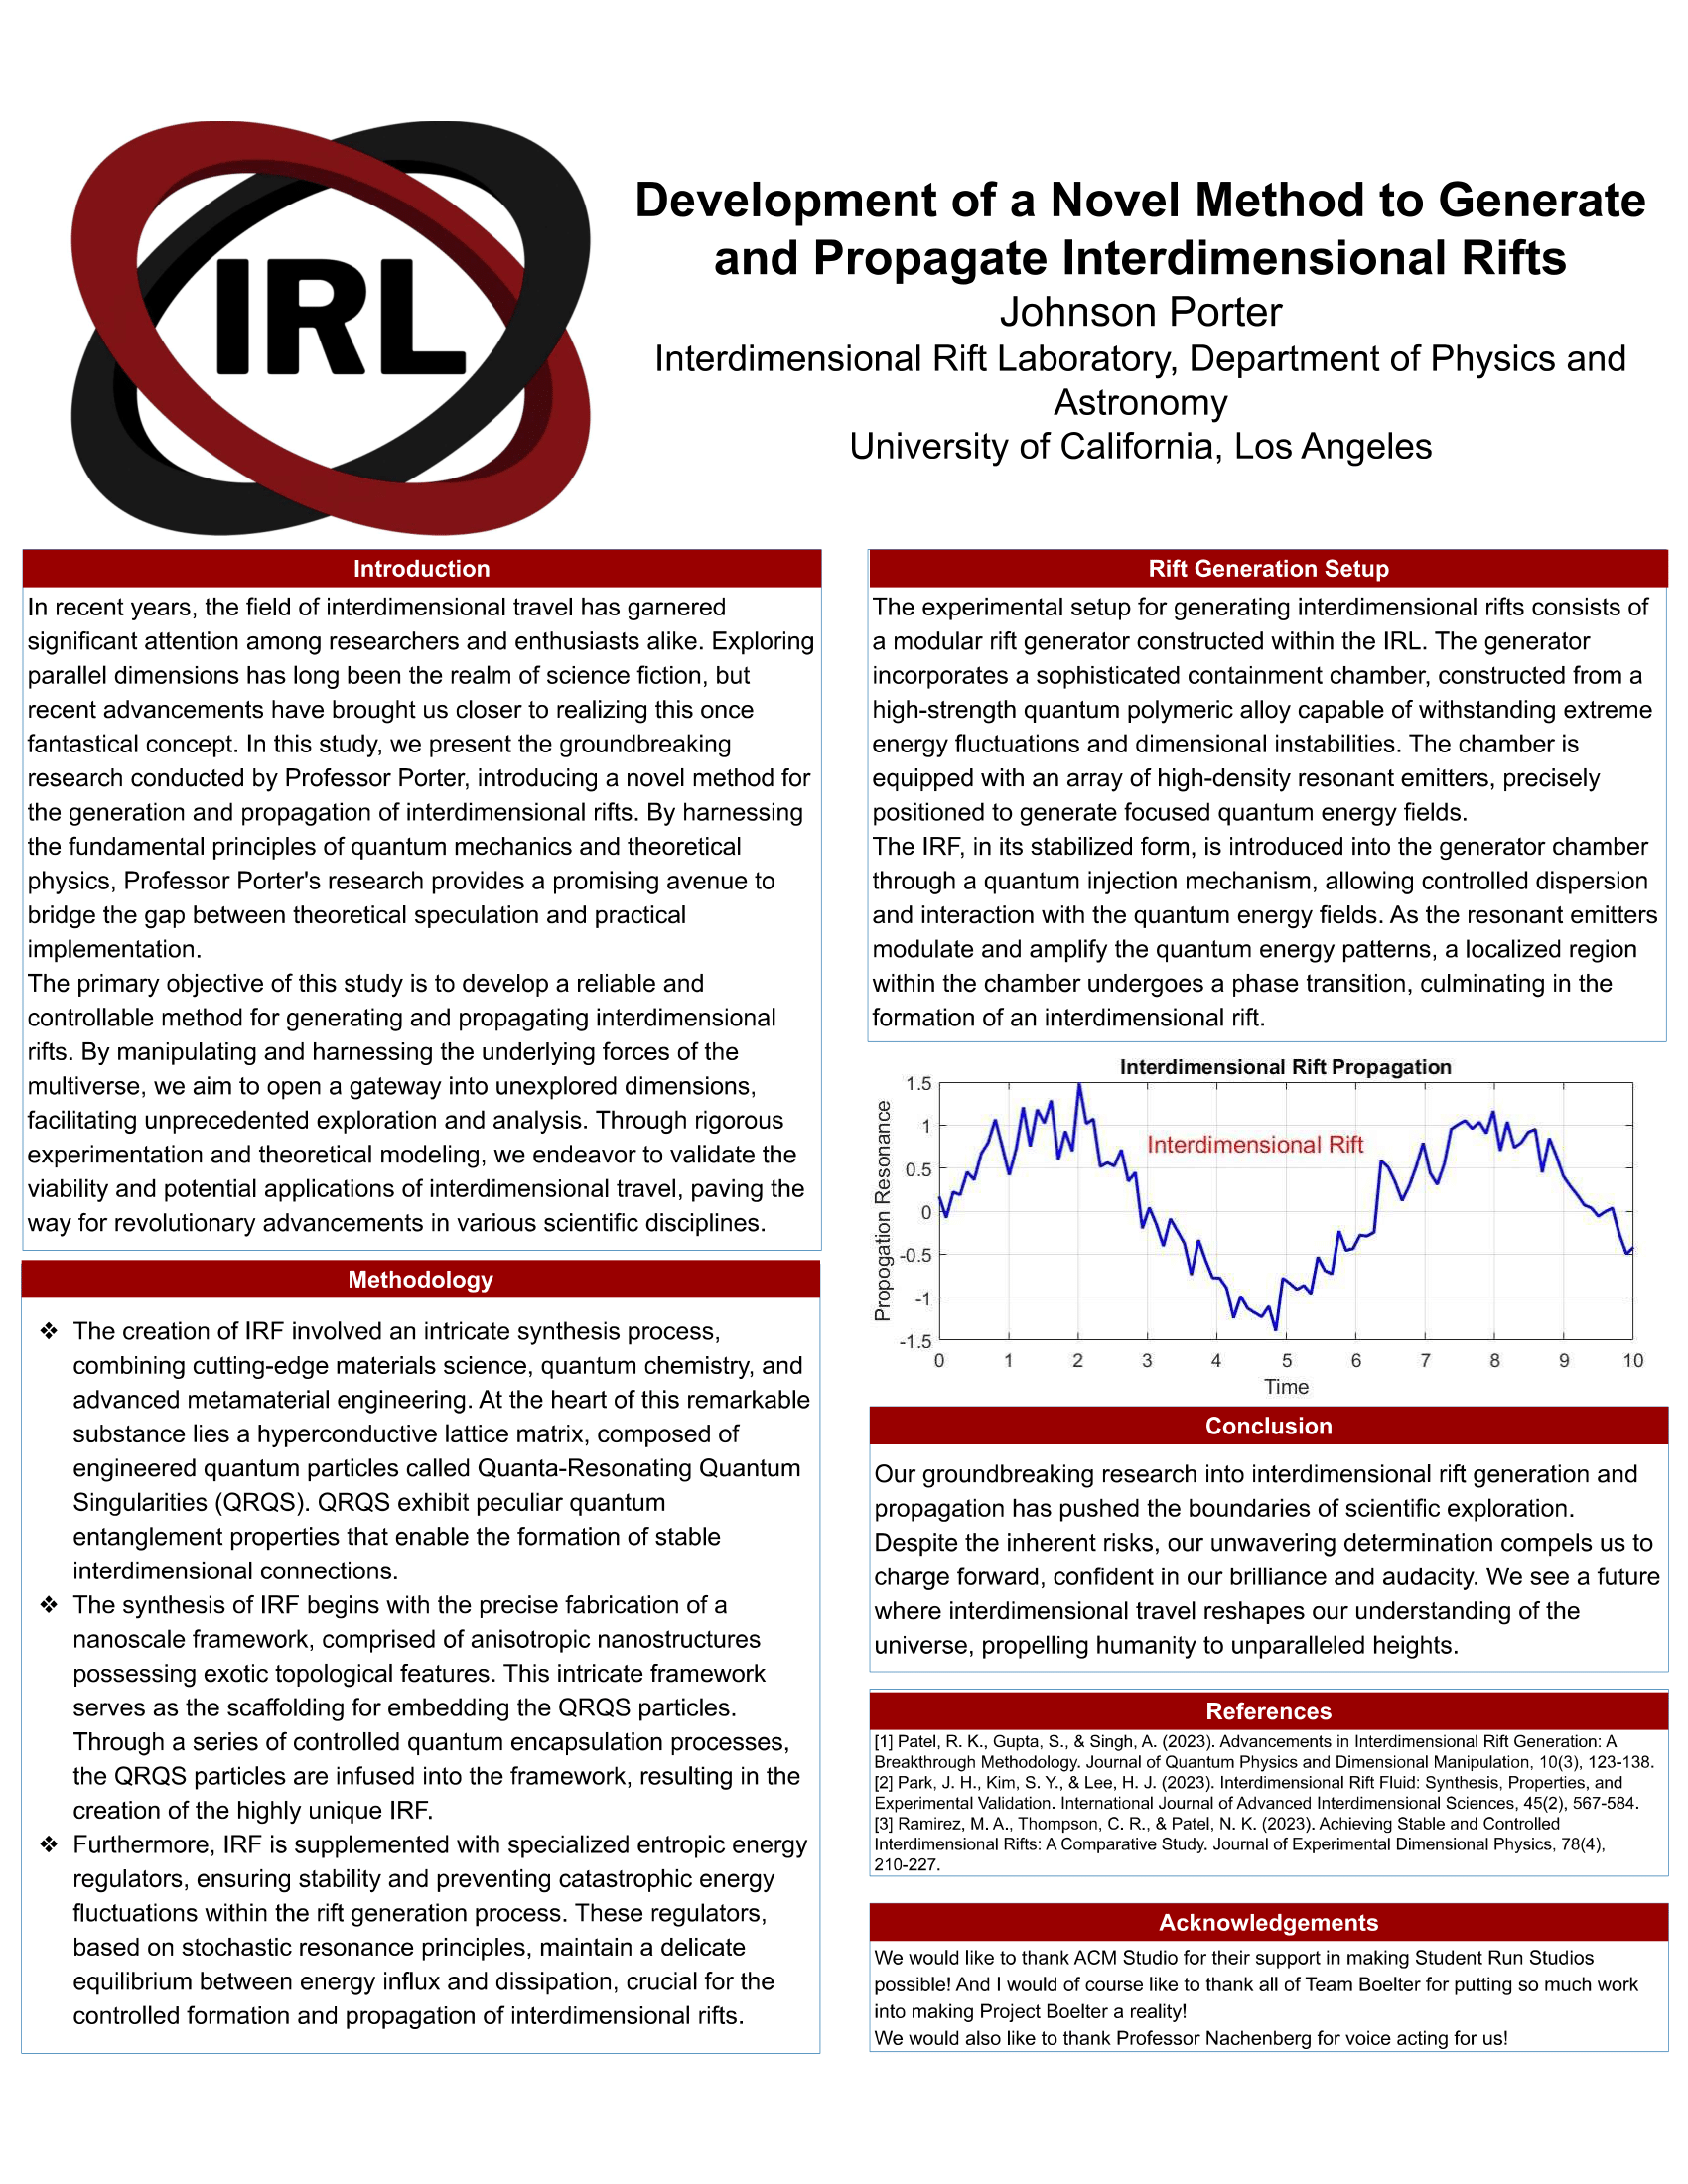 IRL
Development of a Novel Method to Generate
and Propagate Interdimensional Rifts
Johnson Porter
Interdimensional Rift Laboratory, Department of Physics and
Astronomy
University of California, Los Angeles
Introduction
In recent years, the field of interdimensional travel has garnered
significant attention among researchers and enthusiasts alike. Exploring
parallel dimensions has long been the realm of science fiction, but
recent advancements have brought us closer to realizing this once
fantastical concept. In this study, we present the groundbreaking
research conducted by Professor Porter, introducing a novel method for
the generation and propagation of interdimensional rifts. By harnessing
the fundamental principles of quantum mechanics and theoretical
physics, Professor Porter's research provides a promising avenue to
bridge the gap between theoretical speculation and practical
implementation.
The primary objective of this study is to develop a reliable and
controllable method for generating and propagating interdimensional
rifts. By manipulating and harnessing the underlying forces of the
multiverse, we aim to open a gateway into unexplored dimensions,
facilitating unprecedented exploration and analysis. Through rigorous
experimentation and theoretical modeling, we endeavor to validate the
viability and potential applications of interdimensional travel, paving the
way for revolutionary advancements in various scientific disciplines.
Methodology
❖ The creation of IRF involved an intricate synthesis process,
combining cutting-edge materials science, quantum chemistry, and
advanced metamaterial engineering. At the heart of this remarkable
substance lies a hyperconductive lattice matrix, composed of
engineered quantum particles called Quanta-Resonating Quantum
Singularities (QRQS). QRQS exhibit peculiar quantum
entanglement properties that enable the formation of stable
interdimensional connections.
❖ The synthesis of IRF begins with the precise fabrication of a
nanoscale framework, comprised of anisotropic nanostructures
possessing exotic topological features. This intricate framework
serves as the scaffolding for embedding the QRQS particles.
Through a series of controlled quantum encapsulation processes,
the QRQS particles are infused into the framework, resulting in the
creation of the highly unique IRF.
❖ Furthermore, IRF is supplemented with specialized entropic energy
regulators, ensuring stability and preventing catastrophic energy
fluctuations within the rift generation process. These regulators,
based on stochastic resonance principles, maintain a delicate
equilibrium between energy influx and dissipation, crucial for the
controlled formation and propagation of interdimensional rifts.
Rift Generation Setup
The experimental setup for generating interdimensional rifts consists of
a modular rift generator constructed within the IRL. The generator
incorporates a sophisticated containment chamber, constructed from a
high-strength quantum polymeric alloy capable of withstanding extreme
energy fluctuations and dimensional instabilities. The chamber is
equipped with an array of high-density resonant emitters, precisely
positioned to generate focused quantum energy fields.
The IRF, in its stabilized form, is introduced into the generator chamber
through a quantum injection mechanism, allowing controlled dispersion
and interaction with the quantum energy fields. As the resonant emitters
modulate and amplify the quantum energy patterns, a localized region
within the chamber undergoes a phase transition, culminating in the
formation of an interdimensional rift.
Interdimensional Rift Propagation
Propogation Resonance
1.5
1
0.5
0
-0.5
-1
-1.5
Interdimensional Rift
0 1 2 3 4 5 6 7 8 9 10
Time
Conclusion
Our groundbreaking research into interdimensional rift generation and
propagation has pushed the boundaries of scientific exploration.
Despite the inherent risks, our unwavering determination compels us to
charge forward, confident in our brilliance and audacity. We see a future
where interdimensional travel reshapes our understanding of the
universe, propelling humanity to unparalleled heights.
References
[1] Patel, R. K., Gupta, S., & Singh, A. (2023). Advancements in Interdimensional Rift Generation: A
Breakthrough Methodology. Journal of Quantum Physics and Dimensional Manipulation, 10(3), 123-138.
[2] Park, J. H., Kim, S. Y., & Lee, H. J. (2023). Interdimensional Rift Fluid: Synthesis, Properties, and
Experimental Validation. International Journal of Advanced Interdimensional Sciences, 45(2), 567-584.
[3] Ramirez, M. A., Thompson, C. R., & Patel, N. K. (2023). Achieving Stable and Controlled
Interdimensional Rifts: A Comparative Study. Journal of Experimental Dimensional Physics, 78(4),
210-227.
Acknowledgements
We would like to thank ACM Studio for their support in making Student Run Studios
possible! And I would of course like to thank all of Team Boelter for putting so much work
into making Project Boelter a reality!
We would also like to thank Professor Nachenberg for voice acting for us!